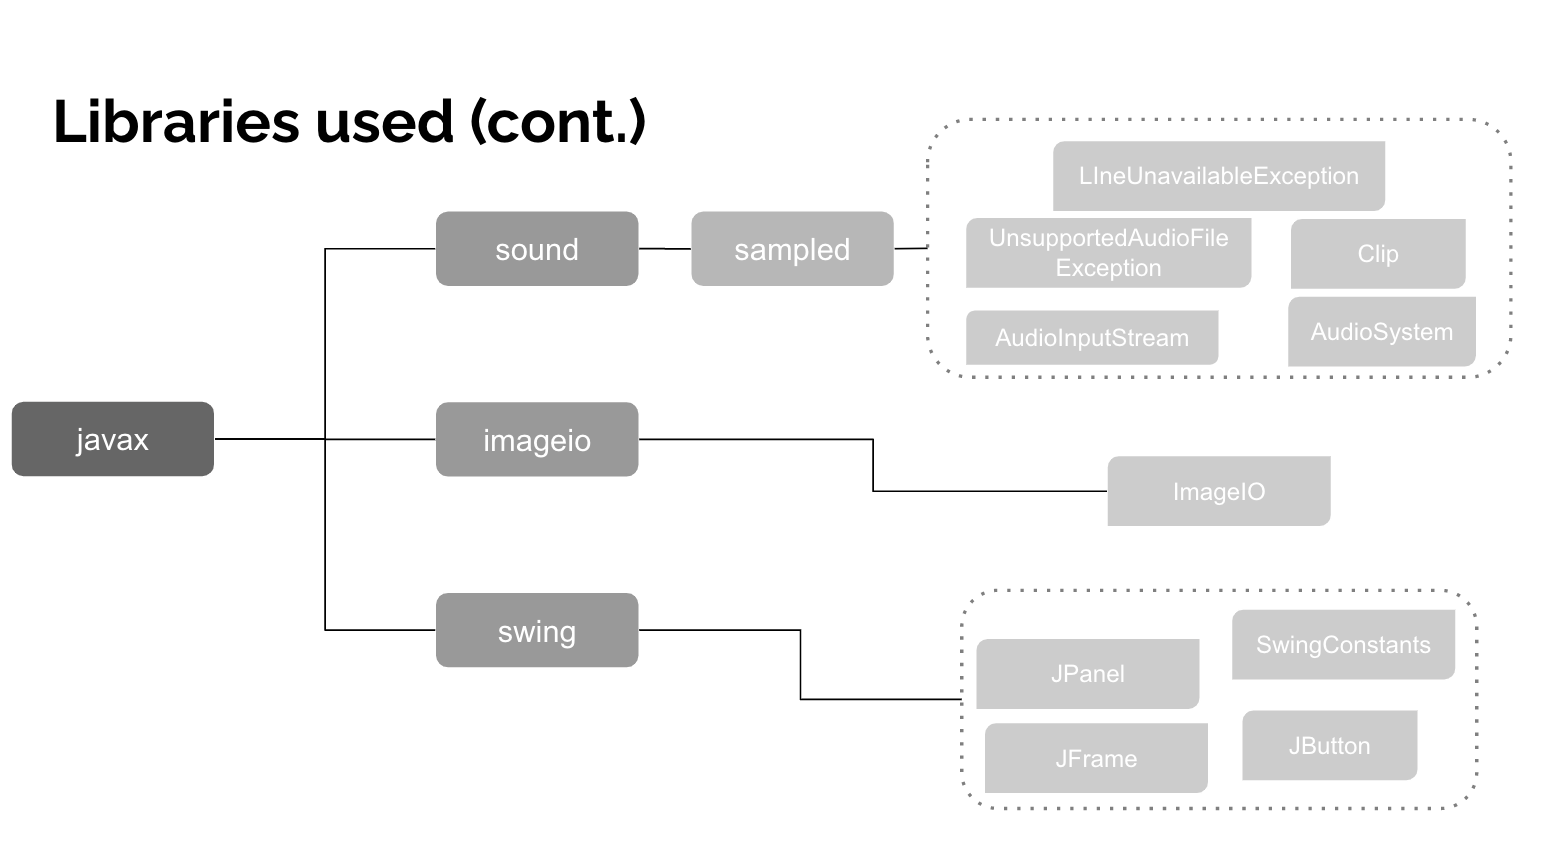 Libraries used (cont.)
LIneUnavailableException
sound
sampled
UnsupportedAudioFile
Exception
Clip
AudioInputStream
AudioSystem
javax
imageio
ImageIO
swing
JPanel
SwingConstants
JFrame
JButton